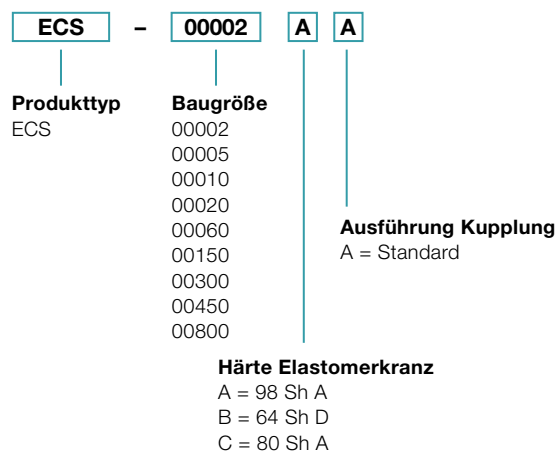 ECS – 00002 A A
Produkttyp
ECS
Baugröße
00002
00005
00010
00020
00060
00150
00300
00450
00800
Ausführung Kupplung
A = Standard
Härte Elastomerkranz
A = 98 Sh A
B = 64 Sh D
C = 80 Sh A